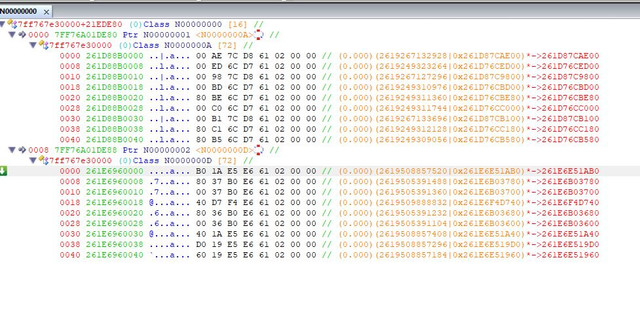 N00000000
7ff767e30000+21EDE80 (0)Class N00000000 [16] //
0000 7FF76A01DE80 Ptr N00000001 <N0000000A>
7ff767e30000 (0)Class N0000000A [72] //
0000 261D88B0000 ..|.a... 00 AE 7C D8 61 02 00 00 // (0.000)(2619267132928|0x261D87CAE00)*->261D87CAE00
0008 261D88B0008 ..l.a... 00 ED 6C D7 61 02 00 00 // (0.000)(2619249323264|0x261D76CED00)*->261D76CED00
0010 261D88B0010 ..|.a... 00 98 7C D8 61 02 00 00 // (0.000)(2619267127296|0x261D87C9800)*->261D87C9800
0018 261D88B0018 ..l.a... 00 BD 6C D7 61 02 00 00 // (0.000)(2619249310976|0x261D76CBD00)*->261D76CBD00
0020 261D88B0020 ..l.a... 80 BE 6C D7 61 02 00 00 // (0.000)(2619249311360|0x261D76CBE80)*->261D76CBE80
0028 261D88B0028 ..l.a... 00 C0 6C D7 61 02 00 00 // (0.000)(2619249311744|0x261D76CC000)*->261D76CC000
0030 261D88B0030 ..|.a... 00 B1 7C D8 61 02 00 00 // (0.000)(2619267133696|0x261D87CB100)*->261D87CB100
0038 261D88B0038 ..l.a... 80 C1 6C D7 61 02 00 00 // (0.000)(2619249312128|0x261D76CC180)*->261D76CC180
0040 261D88B0040 ..l.a... 80 B5 6C D7 61 02 00 00 // (0.000)(2619249309056|0x261D76CB580)*->261D76CB580
0008 7FF76A01DE88 Ptr N00000002 <N0000000D>
7ff767e30000 (0)Class N0000000D [72] //
0000 261E6960000 ....a... B0 1A E5 E6 61 02 00 00 // (0.000)(2619508857520|0x261E6E51AB0)*->261E6E51AB0
0008 261E6960008 .7..a... 80 37 B0 E6 61 02 00 00 // (0.000)(2619505391488|0x261E6B03780)*->261E6B03780
0010 261E6960010 .7..a... 00 37 B0 E6 61 02 00 00 // (0.000)(2619505391360|0x261E6B03700)*->261E6B03700
0018 261E6960018 @...a... 40 D7 F4 E6 61 02 00 00 // (0.000)(2619509888832|0x261E6F4D740)*->261E6F4D740
0020 261E6960020 .6..a... 80 36 B0 E6 61 02 00 00 // (0.000)(2619505391232|0x261E6B03680)*->261E6B03680
0028 261E6960028 .6..a... 00 36 B0 E6 61 02 00 00 // (0.000)(2619505391104|0x261E6B03600)*->261E6B03600
0030 261E6960030 @...a... 40 1A E5 E6 61 02 00 00 // (0.000)(2619508857408|0x261E6E51A40)*->261E6E51A40
0038 261E6960038 ....a... D0 19 E5 E6 61 02 00 00 // (0.000)(2619508857296|0x261E6E519D0)*->261E6E519D0
0040 261E6960040 `...a... 60 19 E5 E6 61 02 00 00 // (0.000)(2619508857184|0x261E6E51960)*->261E6E51960